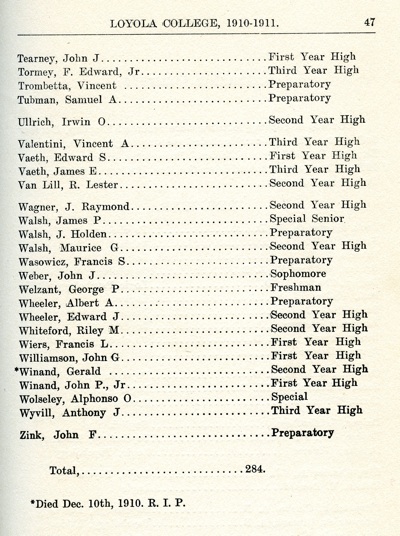 LOYOLA COLLEGE, 1910-1911. 47
Tearney, John J............................First Year High
Tormey, F. Edward, Jr......................Third Year High
Trombetta, Vincent ........................Preparatory
Tubman, Samuel A..........................Preparatory
Ullrich, Irwin O............................Second Year High
Valentini, Vincent A........................Third Year High
Vaeth, Edward S............................First Year High
Vaeth, James E.............................Third Year High
Van Lill, R. Lester..........................Second Year High
Wagner, J. Raymond........................Second Year High
Walsh, James P.............................Special Senior
Walsh, J. Holden............................Preparatory
Walsh, Maurice G...........................Second Year High
Wasowicz, Francis S........................Preparatory
Weber, John J..............................Sophomore
Welzant, George P..........................Freshman
Wheeler, Albert A...........................Preparatory
Wheeler, Edward J..........................Second Year High
Whiteford, Riley M..........................Second Year High
Wiers, Francis L............................First Year High
Williamson, John G.........................First Year High
*Winand, Gerald ...........................Second Year High
Winand, John P., Jr.........................First Year High
Wolseley, Alphonso O.......................Special
Wyvill, Anthony J...........................Third Year High
Zink, John F................................Preparatory
Total,............................284.
*Died Dec. 10th, 1910. R. I. P.